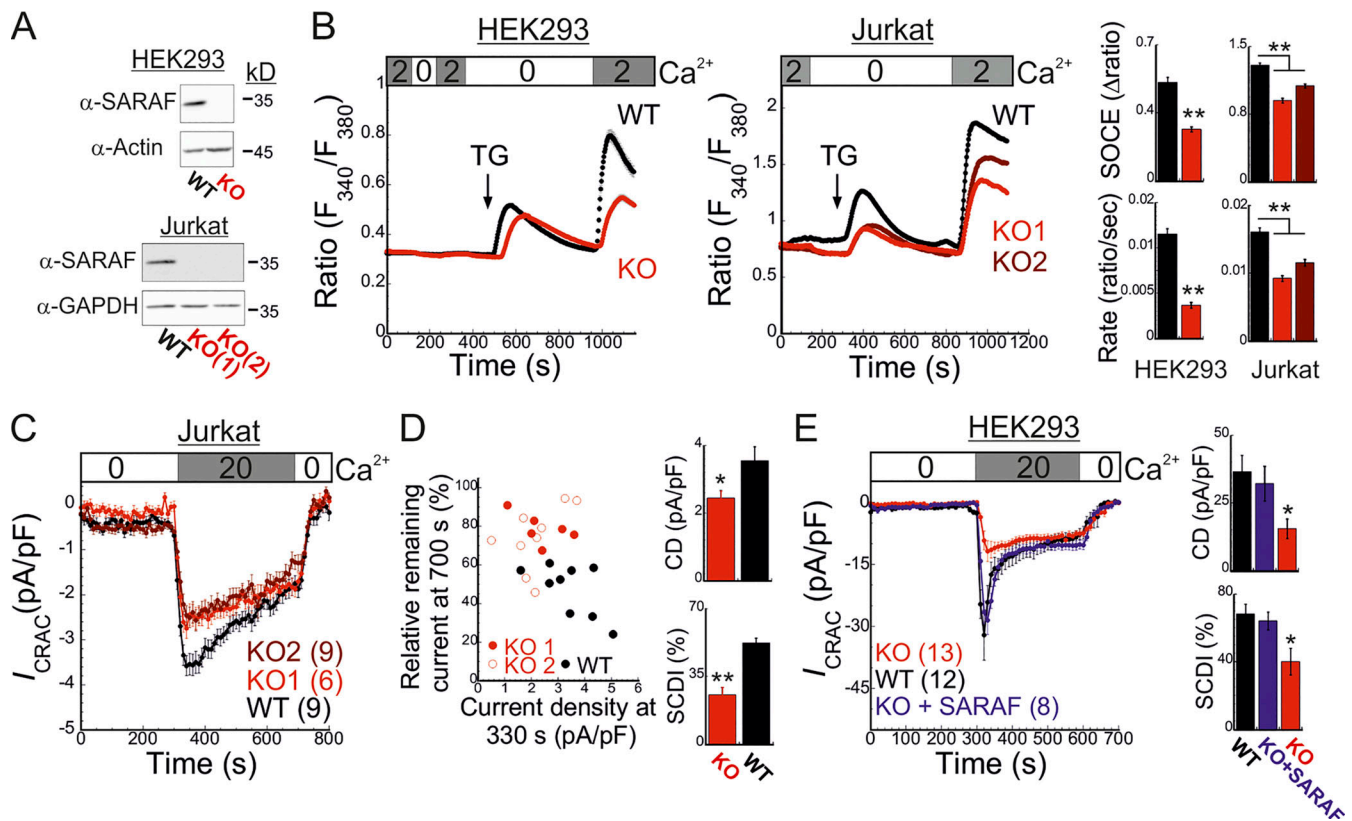 A
HEK293 kD
α-SARAF -35
α-Actin -45
WT KO
Jurkat
α-SARAF -35
α-GAPDH -35
WT KO(1) KO(2)
B
HEK293
2 0 2 0 2 Ca2+
Ratio (F340/F380)
1
0.8
0.6
0.4
0.2
0
TG
WT
KO
0 200 400 600 800 1000 1200
Time (s)
Jurkat
2 0 2 Ca2+
Ratio (F340/F380)
2
1.5
1
0.5
0
TG
WT
KO1
KO2
0 200 400 600 800 1000 1200
Time (s)
SOCE (Δratio)
0.7
0.4
0
**
1.5
0.8
0
**
Rate (ratio/sec)
0.01
0.005
0
**
0.02
0.01
0
**
HEK293 Jurkat
C
Jurkat
0 20 0 Ca2+
ICRAC(pA/pF)
0
-1
-2
-3
-4
-5
KO2 (9)
KO1 (6)
WT (9)
0 200 400 600 800
Time (s)
D
Relative remaining
current at 700 s (%)
100
80
60
40
20
80
60
40
20
0
KO 1
KO 2
WT
0 1 2 3 4 5 6
Current density at
330 s (pA/pF)
CD (pA/pF)
4
2
0
*
SCDI (%)
70
35
0
**
KO WT
E
HEK293
0 20 0 Ca2+
ICRAC (pA/pF)
0
-15
-30
-45
KO (13)
WT (12)
KO + SARAF (8)
0 100 200 300 400 500 600 700
Time (s)
CD (pA/pF)
50
25
0
*
SCDI (%)
80
40
0
*
WT KO+SARAF KO